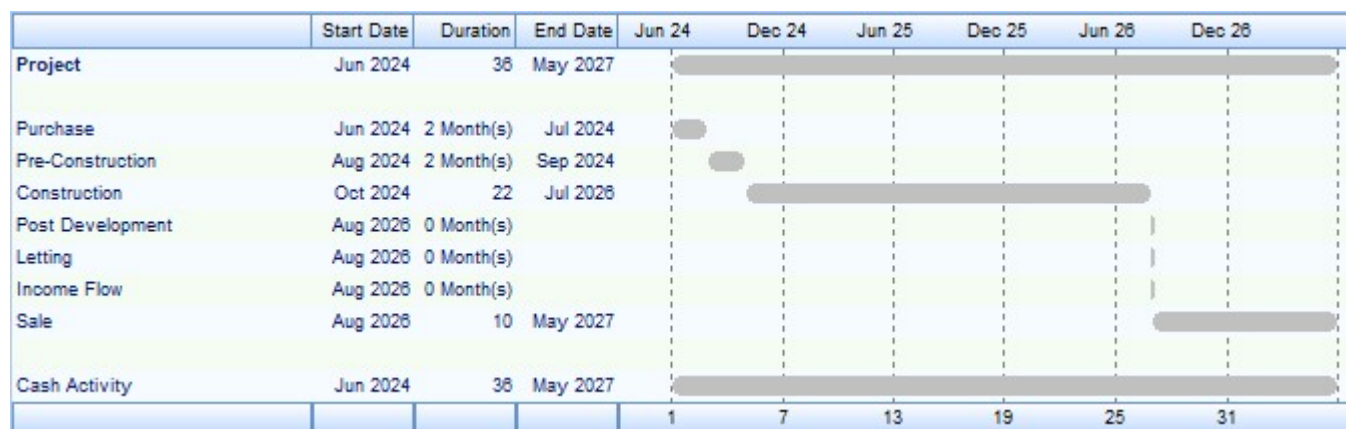 Start Date Duration End Date Jun 24 Dec 24 Jun 25 Dec 25 Jun 26 Dec 26
Project Jun 2024 36 May 2027
Purchase Jun 2024 2 Month(s) Jul 2024
Pre-Construction Aug 2024 2 Month(s) Sep 2024
Construction Oct 2024 22 Jul 2026
Post Development Aug 2026 0 Month(s)
Letting Aug 2026 0 Month(s)
Income Flow Aug 2026 0 Month(s)
Sale Aug 2026 10 May 2027
Cash Activity Jun 2024 36 May 2027
1 7 13 19 25 31